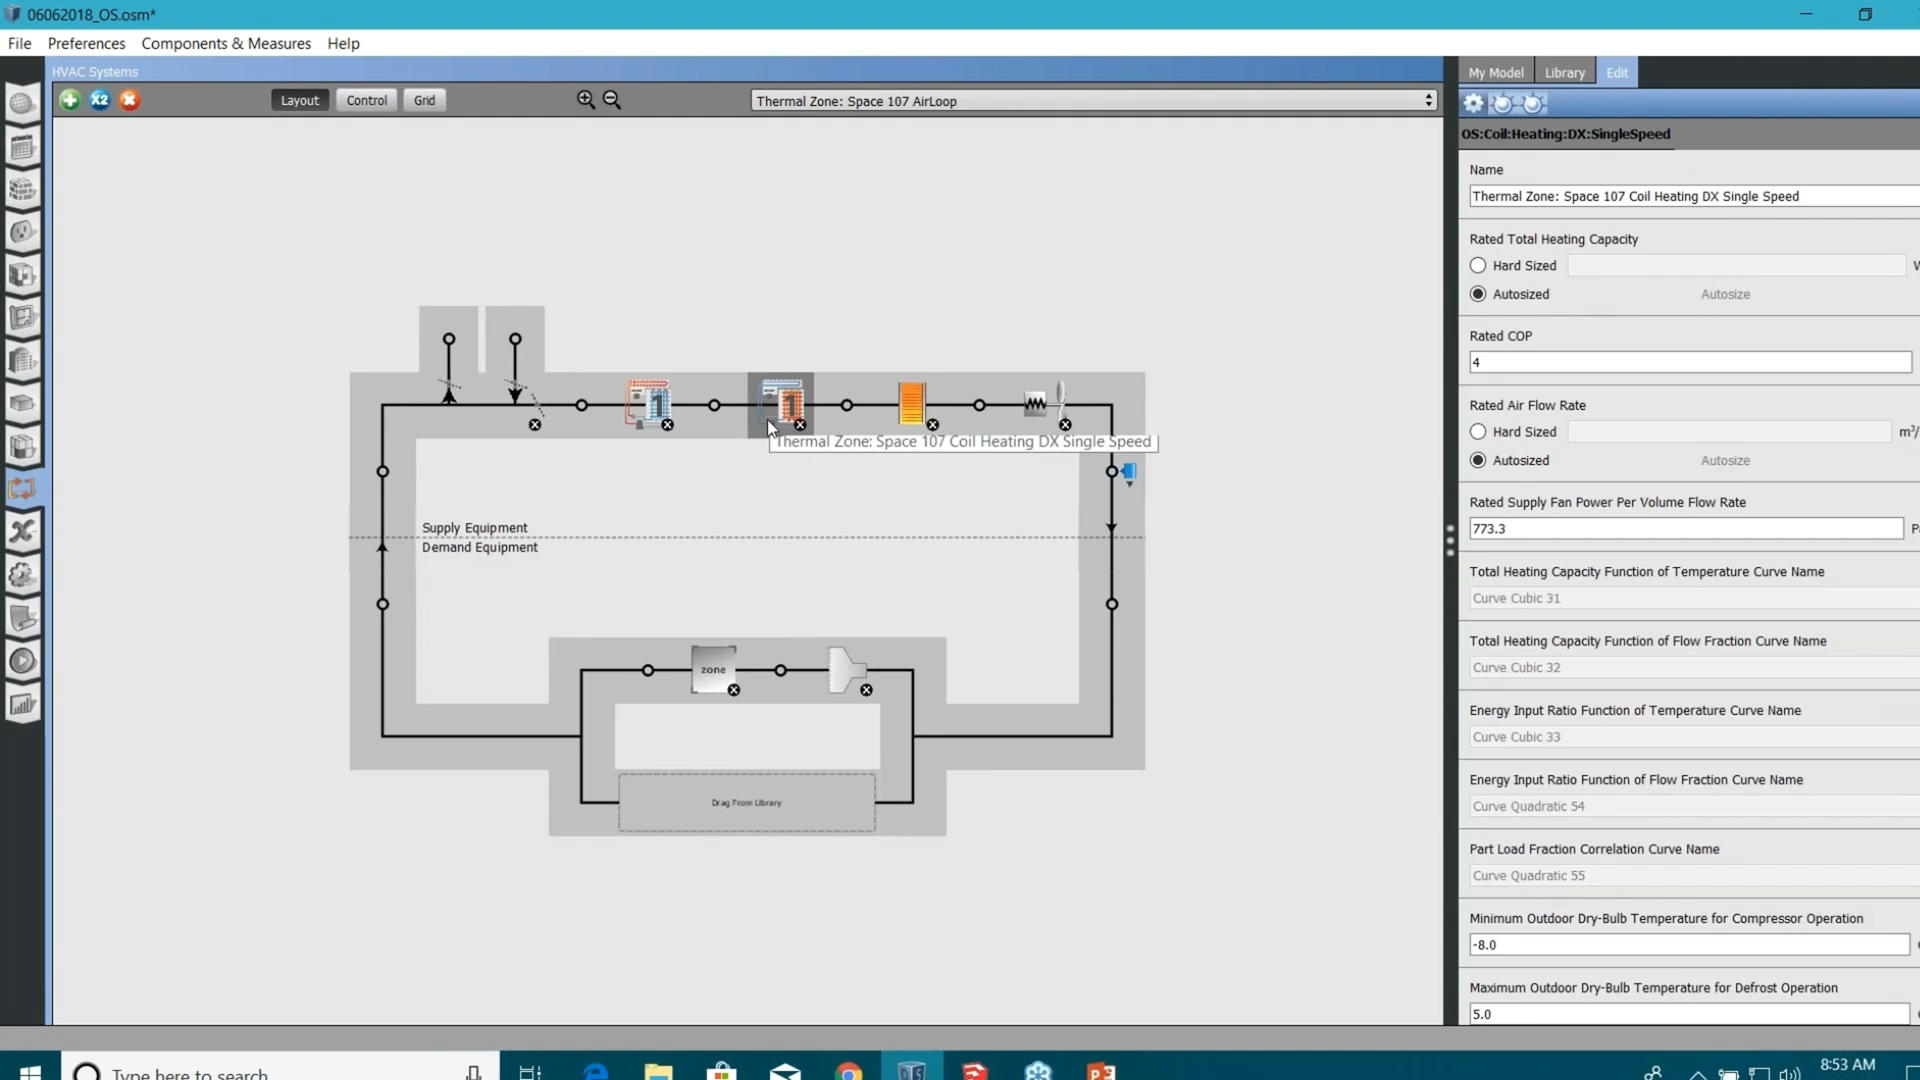 06062018_OS.osm*
File Preferences Components & Measures Help
HVAC Systems
X2
Layout Control Grid
Thermal Zone: Space 107 AirLoop
My Model Library Edit
OS:Coil:Heating:DX:SingleSpeed
Name
Thermal Zone: Space 107 Coil Heating DX Single Speed
Rated Total Heating Capacity
Hard Sized
Autosized Autosize
Rated COP
4
Rated Air Flow Rate
Hard Sized m³/
Autosized Autosize
Rated Supply Fan Power Per Volume Flow Rate
773.3
Total Heating Capacity Function of Temperature Curve Name
Curve Cubic 31
Total Heating Capacity Function of Flow Fraction Curve Name
Curve Cubic 32
Energy Input Ratio Function of Temperature Curve Name
Curve Cubic 33
Energy Input Ratio Function of Flow Fraction Curve Name
Curve Quadratic 54
Part Load Fraction Correlation Curve Name
Curve Quadratic 55
Minimum Outdoor Dry-Bulb Temperature for Compressor Operation
-8.0
Maximum Outdoor Dry-Bulb Temperature for Defrost Operation
5.0
1
1
Thermal Zone: Space 107 Coil Heating DX Single Speed
Supply Equipment
Demand Equipment
zone
Drag From Library
Type here to search
8:53 AM